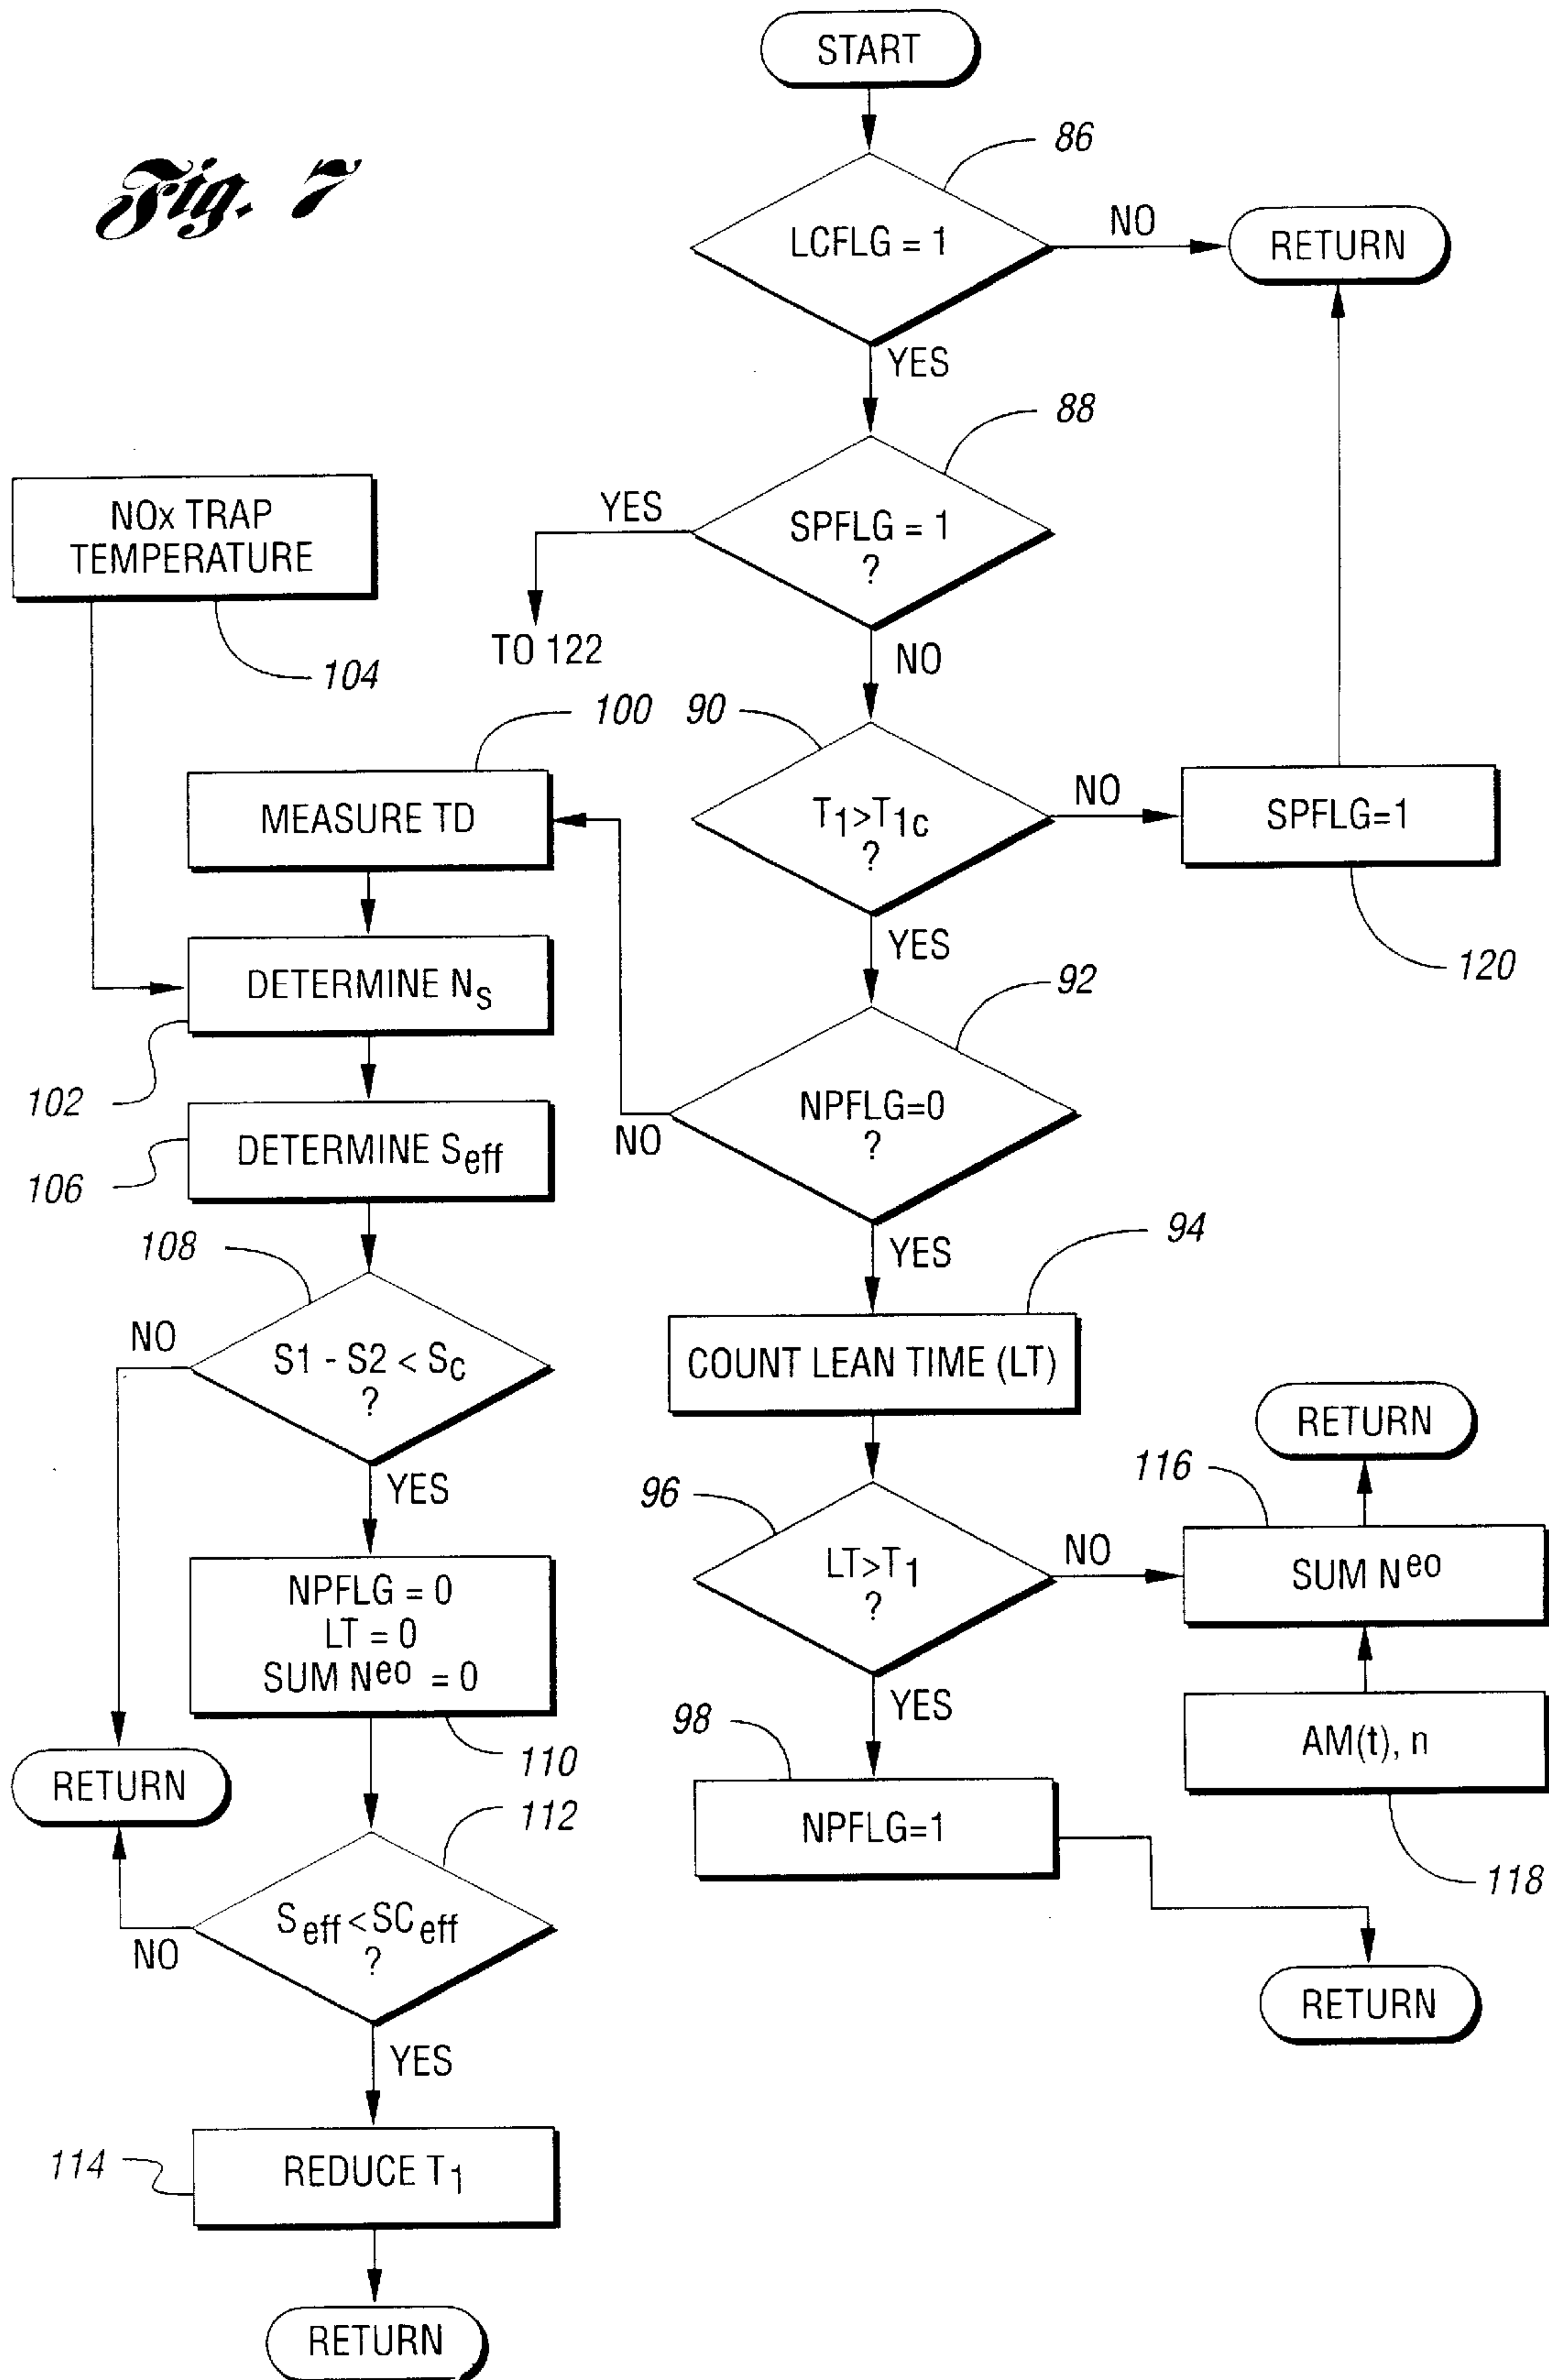 Fig. 7
START
86
LCFLG = 1
NO
RETURN
YES
88
SPFLG = 1
?
YES
TO 122
NO
NOx TRAP
TEMPERATURE
104
100
90
MEASURE TD
T1>T1c
?
NO
SPFLG=1
120
YES
DETERMINE Ns
102
92
NPFLG=0
?
NO
YES
DETERMINE Seff
106
108
S1 - S2 < Sc
?
NO
YES
94
COUNT LEAN TIME (LT)
96
LT>T1
?
NO
YES
RETURN
116
SUM Neo
AM(t), n
118
98
NPFLG=1
RETURN
NPFLG = 0
LT = 0
SUM Neo = 0
110
RETURN
112
Seff<SCeff
?
NO
YES
114
REDUCE T1
RETURN